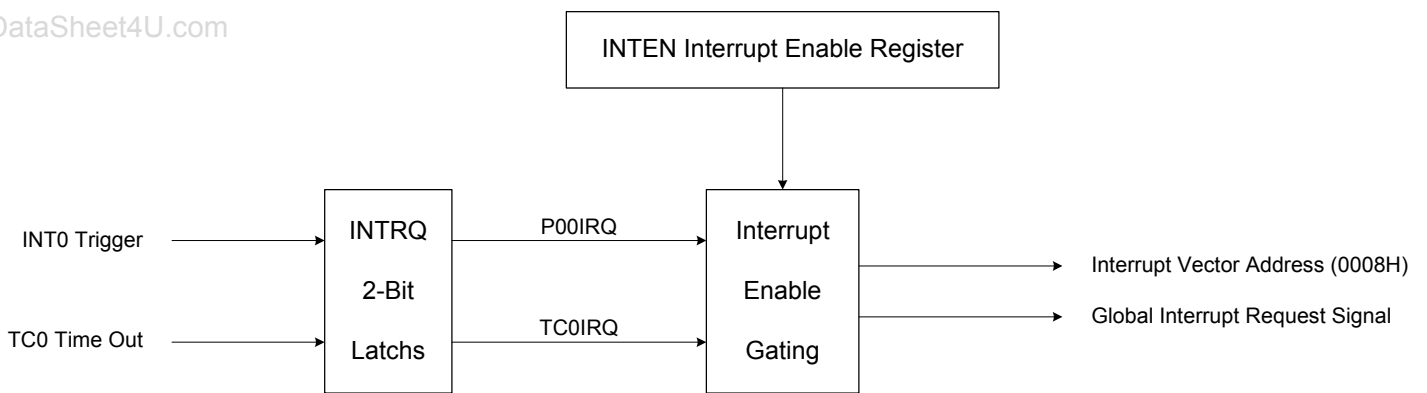 DataSheet4U.com
INTEN Interrupt Enable Register
INT0 Trigger
TC0 Time Out
INTRQ
2-Bit
Latchs
P00IRQ
TC0IRQ
Interrupt
Enable
Gating
Interrupt Vector Address (0008H)
Global Interrupt Request Signal